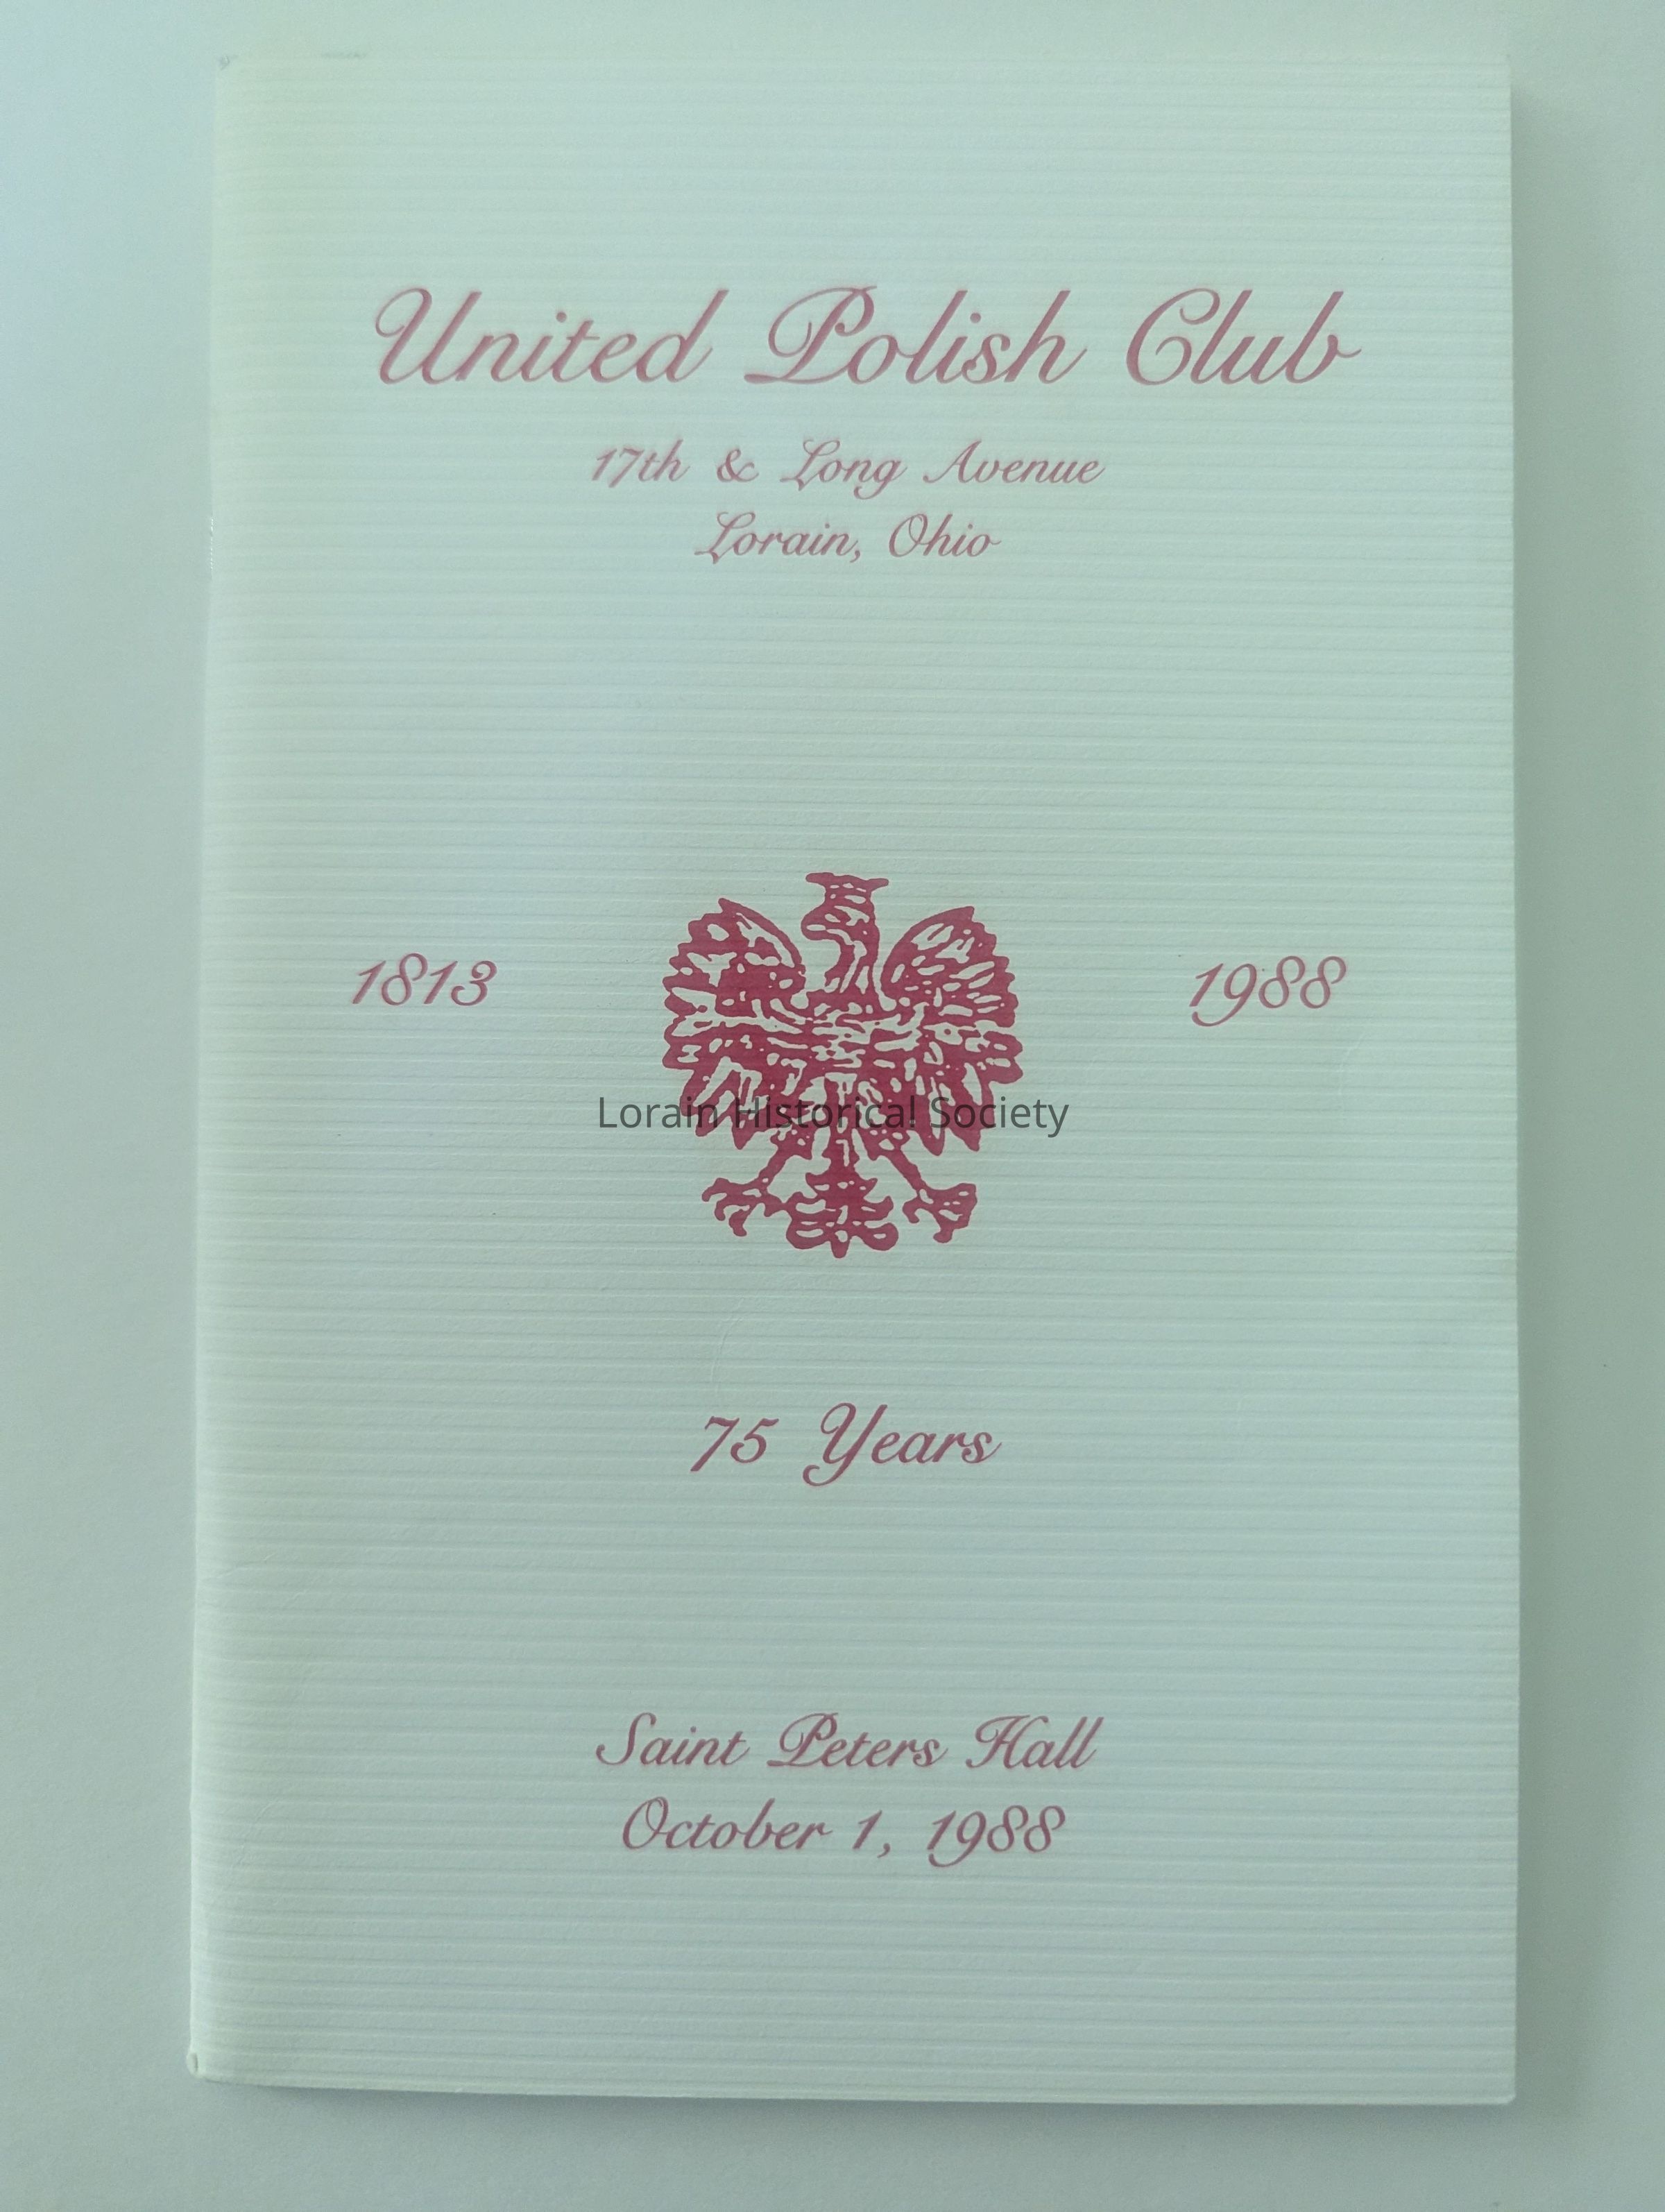 United Polish Club
17th & Long Avenue
Lorain, Ohio
1813
1988
Lorain Historical Society
75 Years
Saint Peters Hall
October 1, 1988